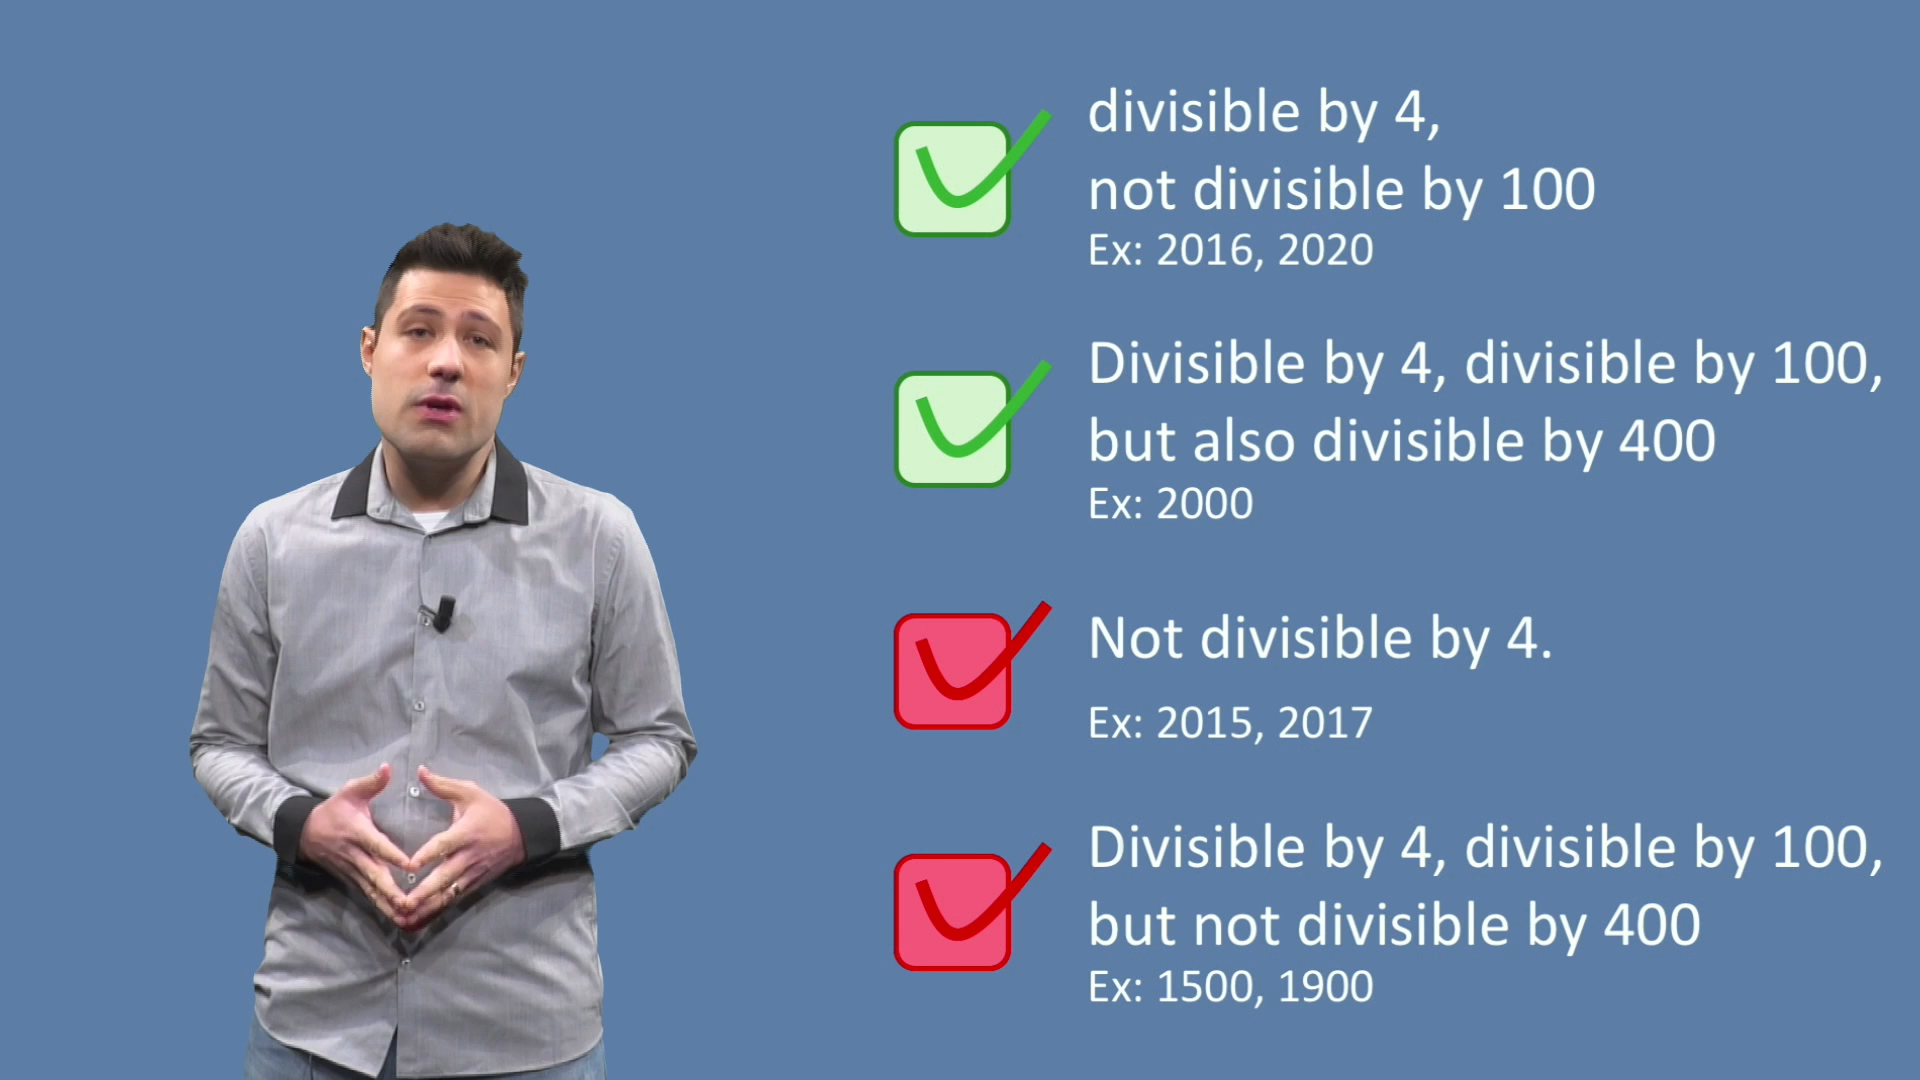 divisible by 4,
not divisible by 100
Ex: 2016, 2020
Divisible by 4, divisible by 100,
but also divisible by 400
Ex: 2000
Not divisible by 4.
Ex: 2015, 2017
Divisible by 4, divisible by 100,
but not divisible by 400
Ex: 1500, 1900